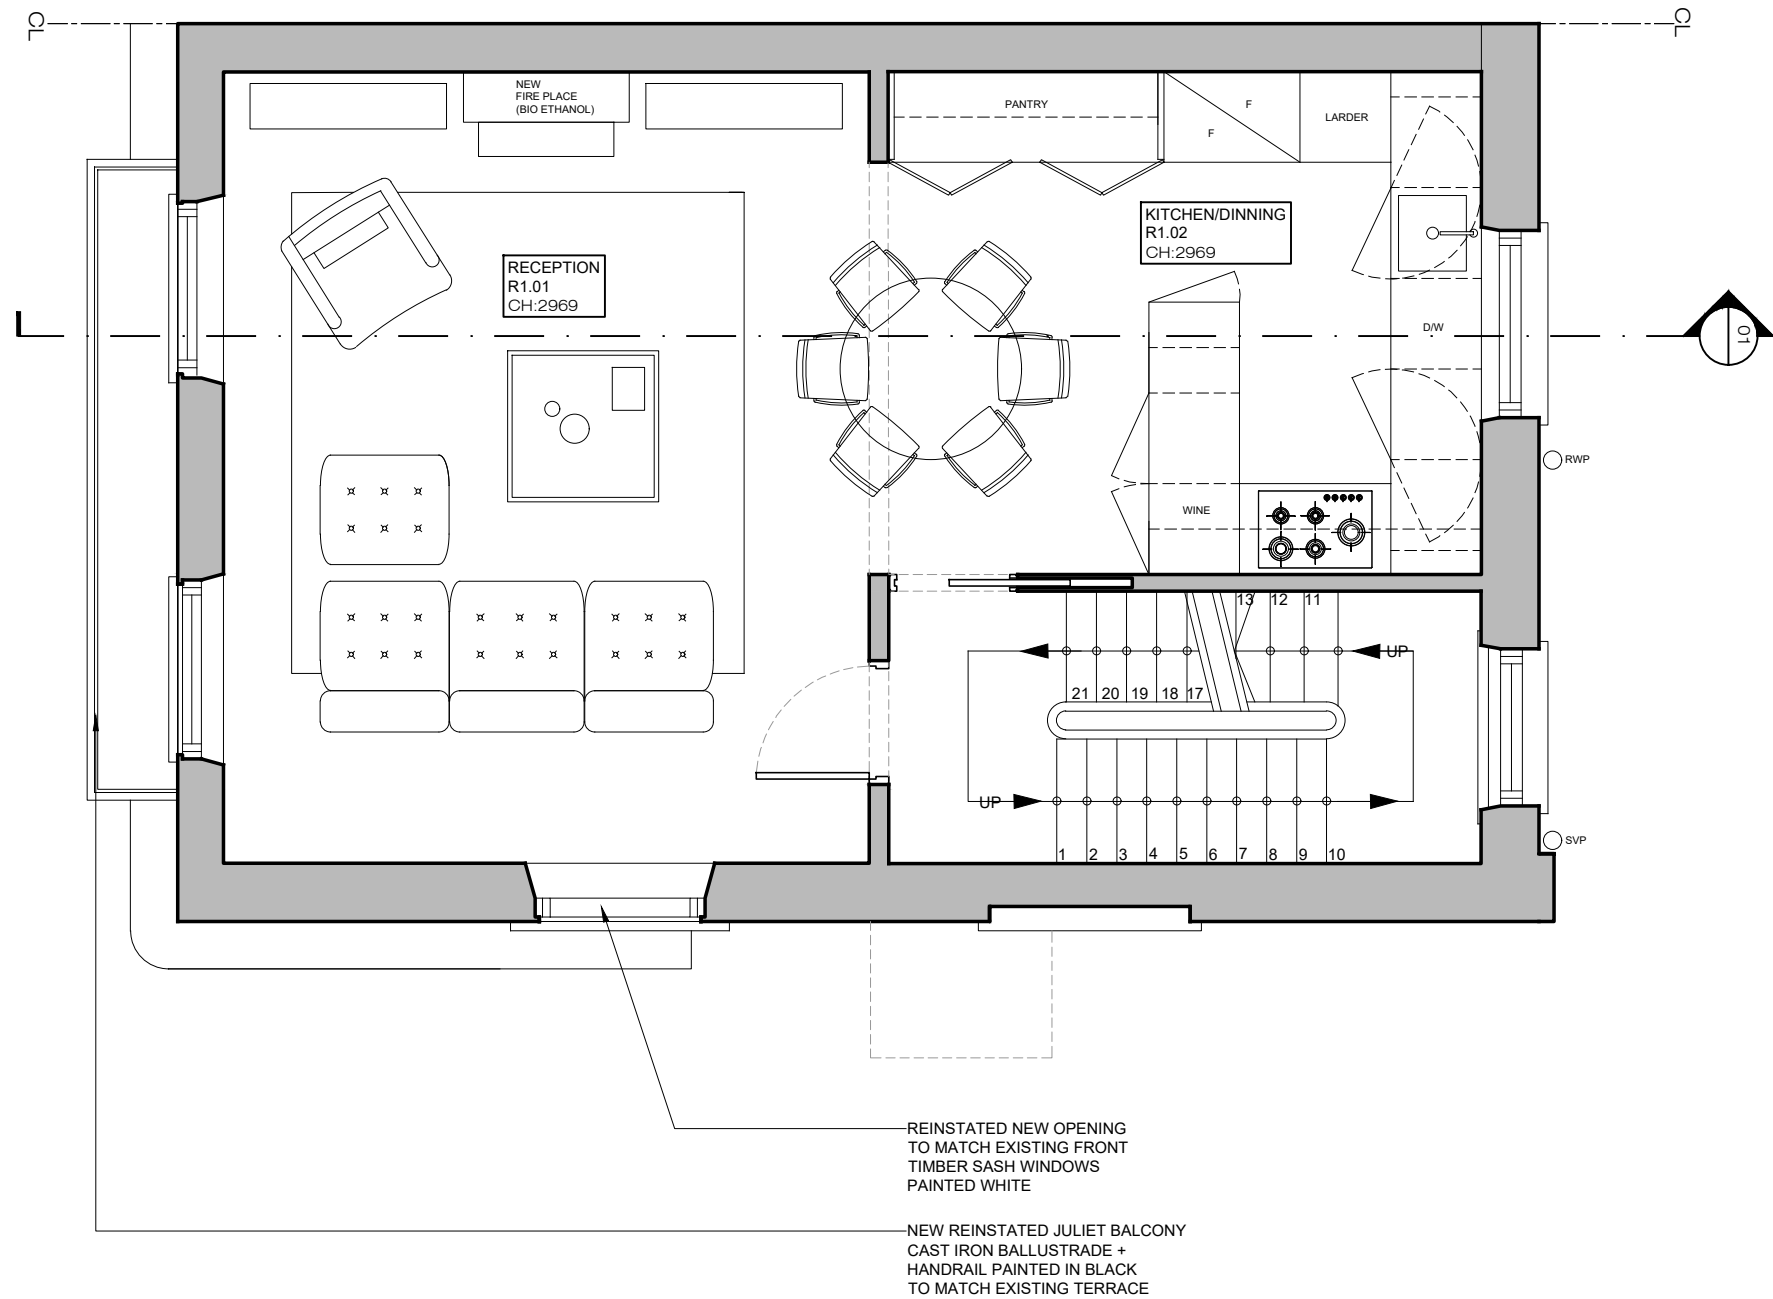 CL
CL
NEW
FIRE PLACE
(BIO ETHANOL)
PANTRY
F
F
LARDER
KITCHEN/DINNING
R1.02
CH:2969
RECEPTION
R1.01
CH:2969
D/W
01
RWP
WINE
13
12
11
UP
21
20
19
18
17
UP
1
2
3
4
5
6
7
8
9
10
SVP
REINSTATED NEW OPENING
TO MATCH EXISTING FRONT
TIMBER SASH WINDOWS
PAINTED WHITE
NEW REINSTATED JULIET BALCONY
CAST IRON BALLUSTRADE +
HANDRAIL PAINTED IN BLACK
TO MATCH EXISTING TERRACE